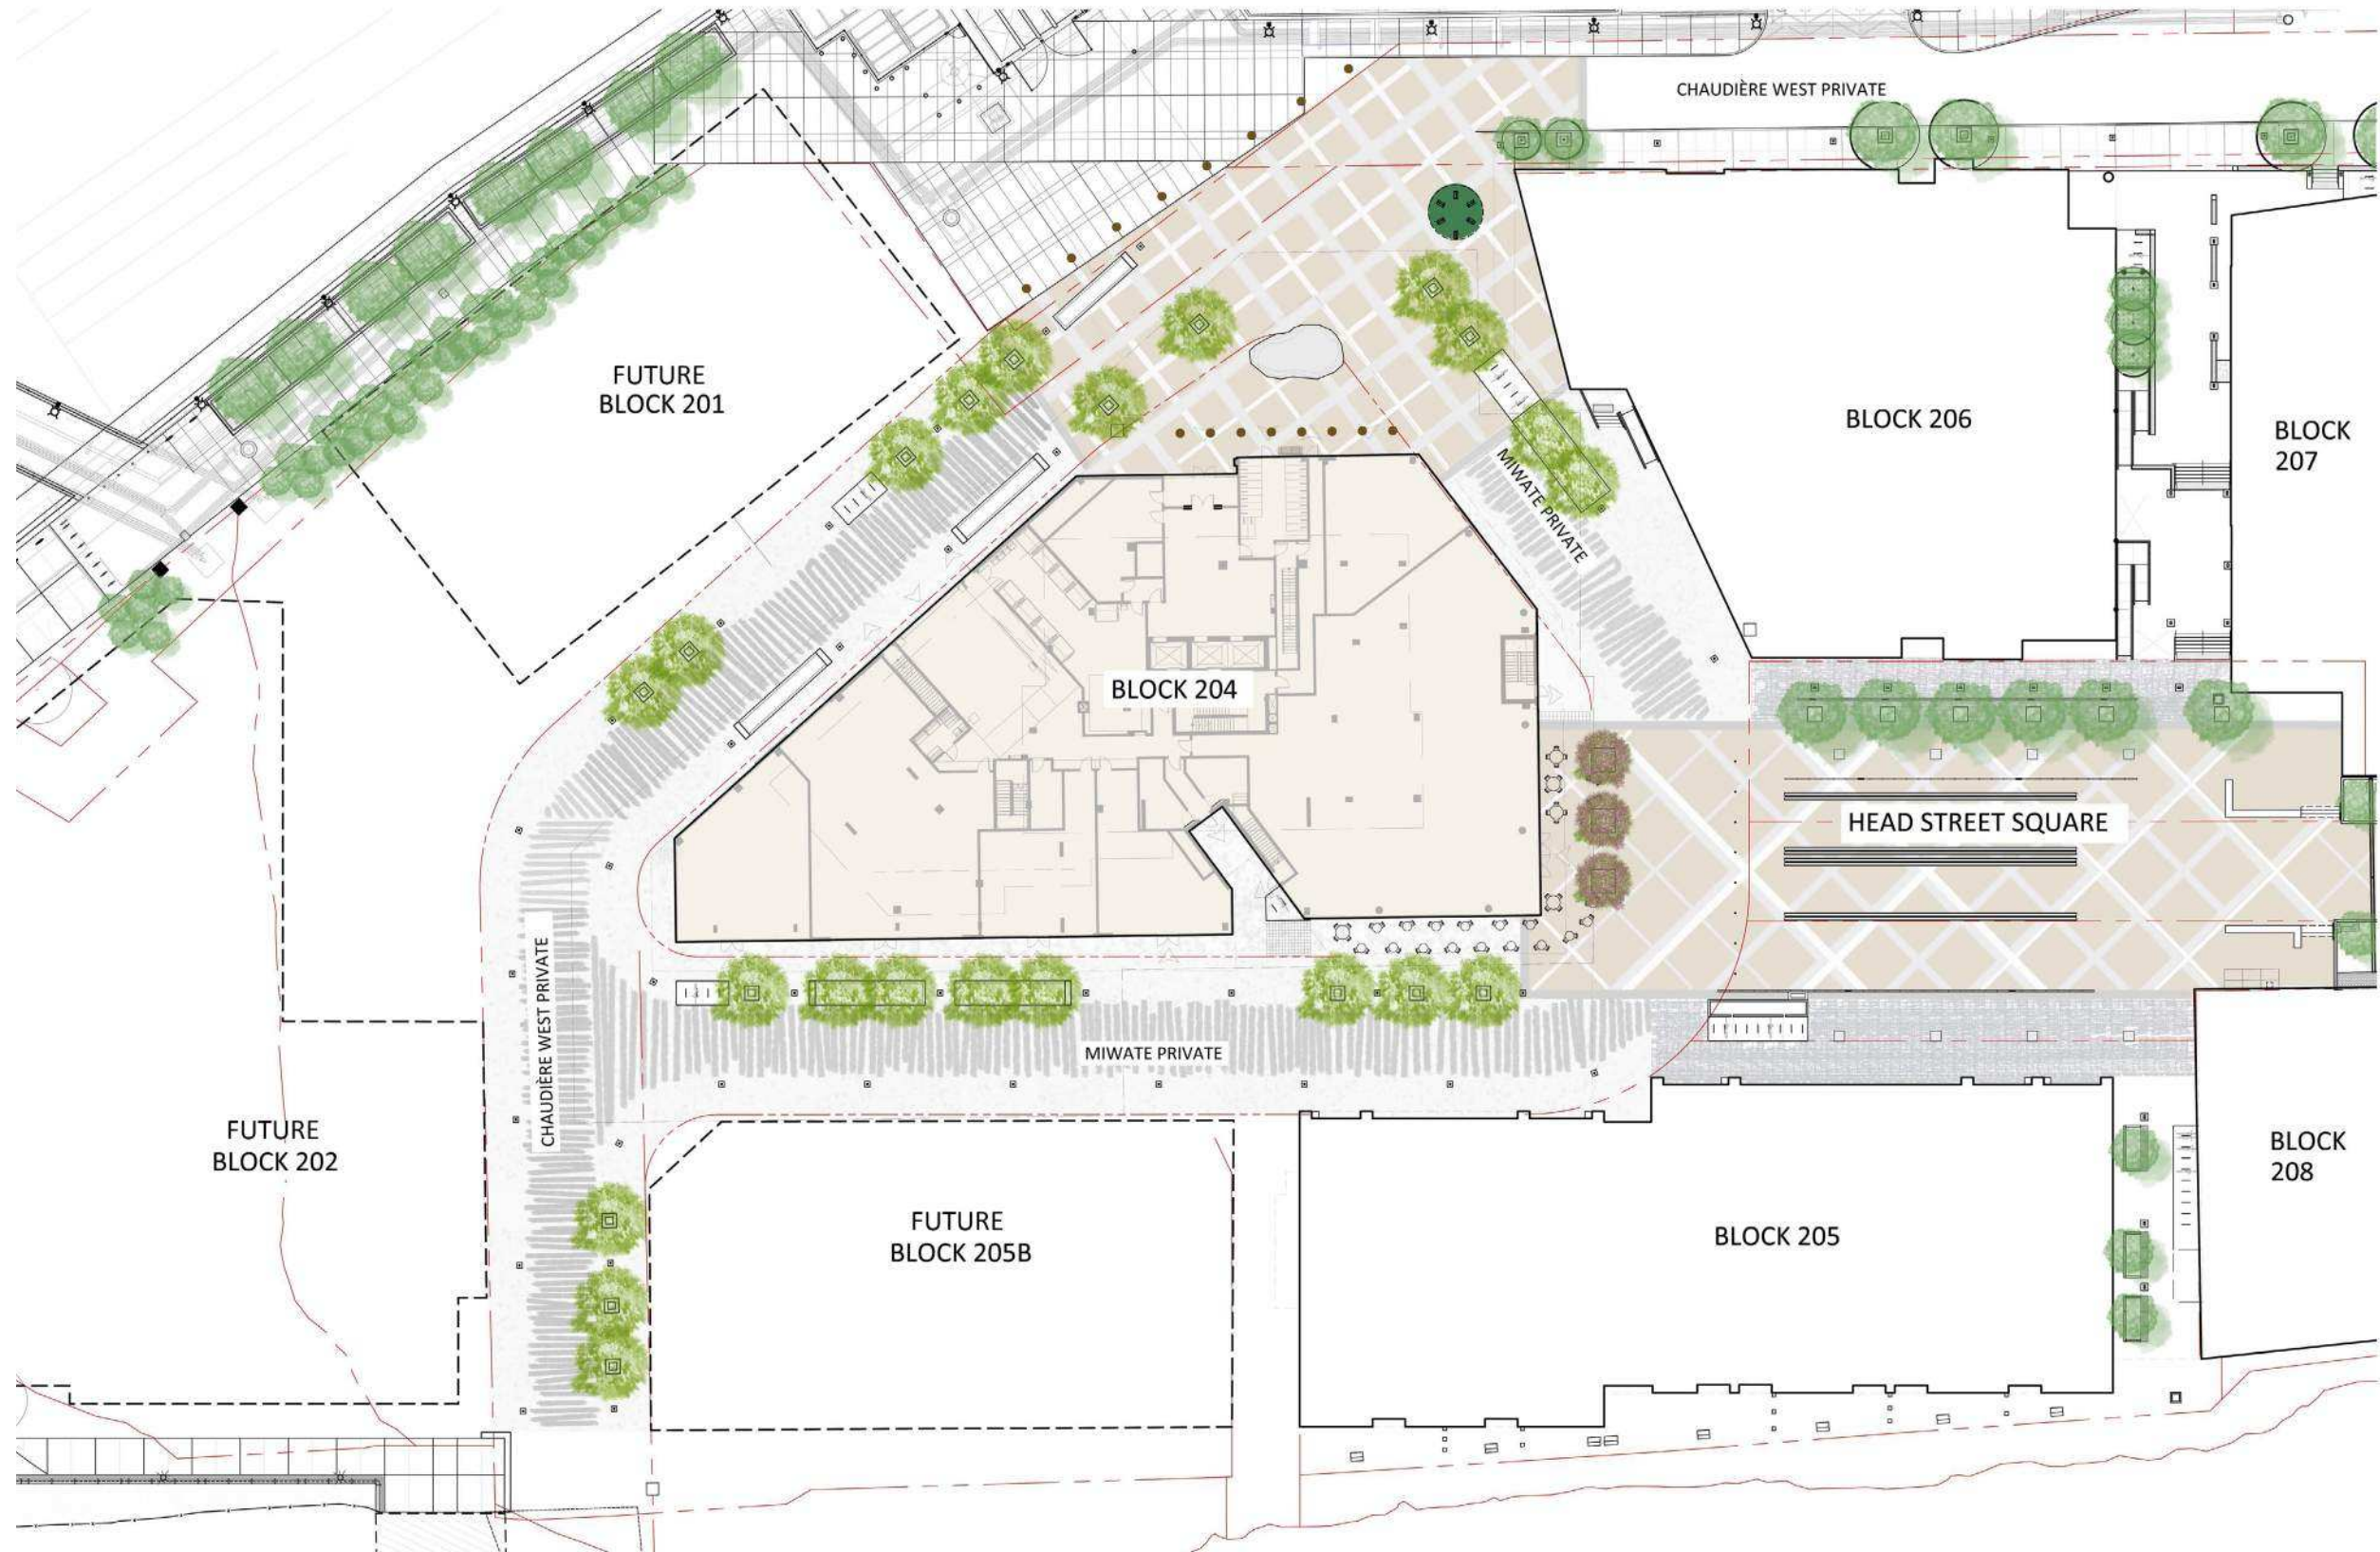 CHAUDIÈRE WEST PRIVATE
FUTURE
BLOCK 201
BLOCK 206
BLOCK
207
MIWATE PRIVATE
BLOCK 204
HEAD STREET SQUARE
CHAUDIÈRE WEST PRIVATE
MIWATE PRIVATE
FUTURE
BLOCK 202
FUTURE
BLOCK 205B
BLOCK 205
BLOCK
208